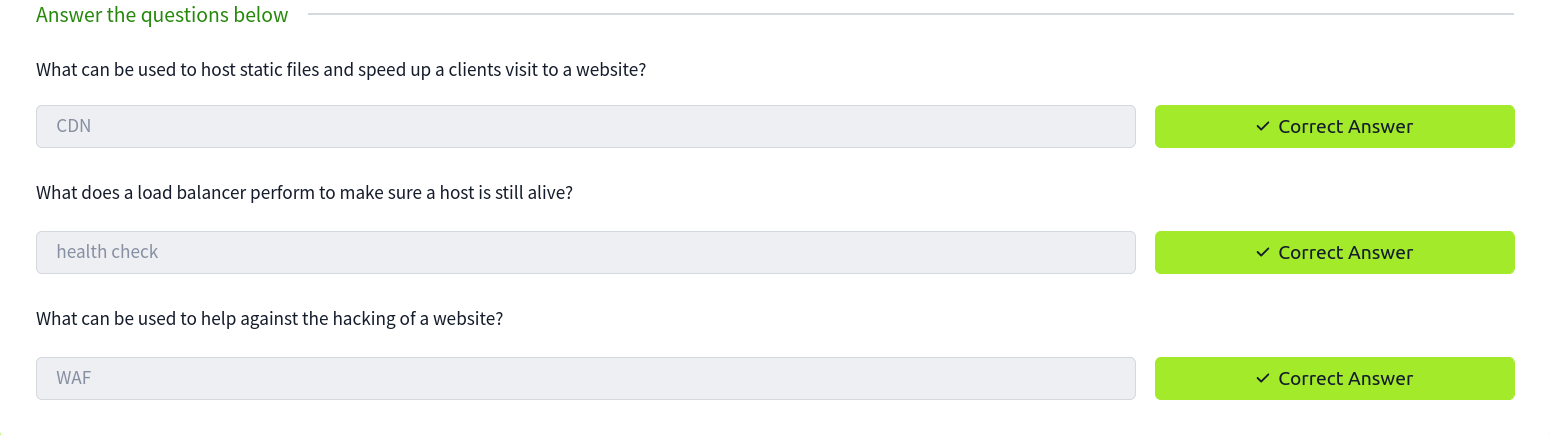 Answer the questions below
What can be used to host static files and speed up a clients visit to a website?
CDN
✓ Correct Answer
What does a load balancer perform to make sure a host is still alive?
health check
✓ Correct Answer
What can be used to help against the hacking of a website?
WAF
✓ Correct Answer